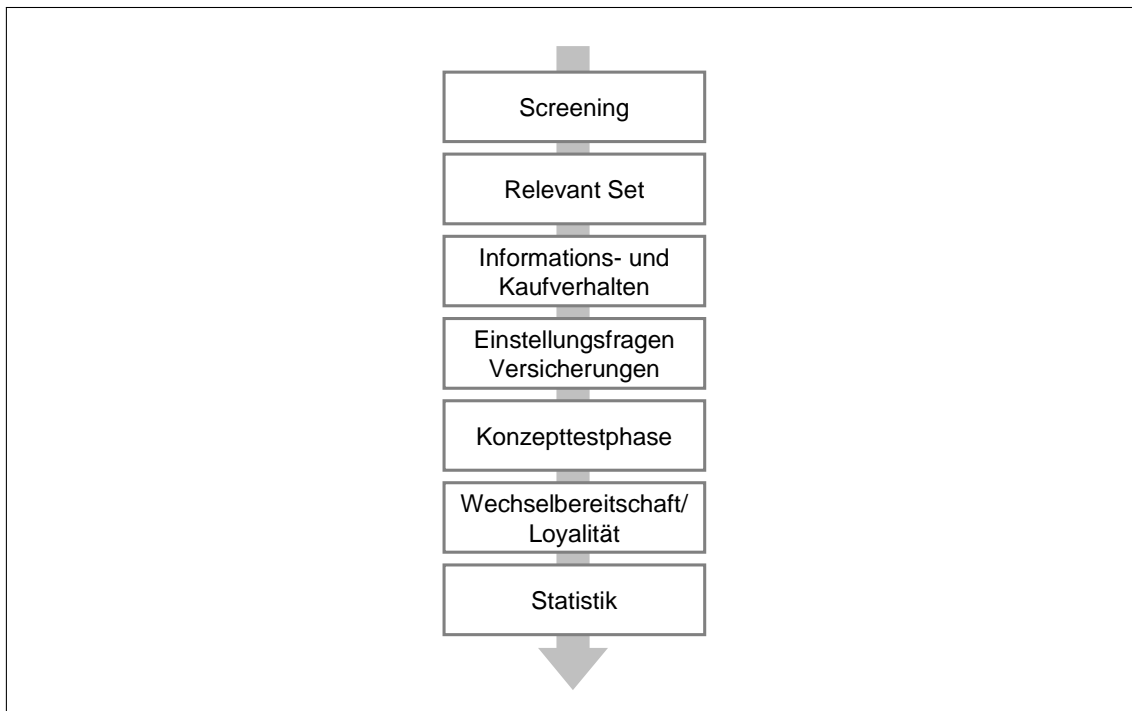 Screening
Relevant Set
Informations- und
Kaufverhalten
Einstellungsfragen
Versicherungen
Konzepttestphase
Wechselbereitschaft/
Loyalität
Statistik